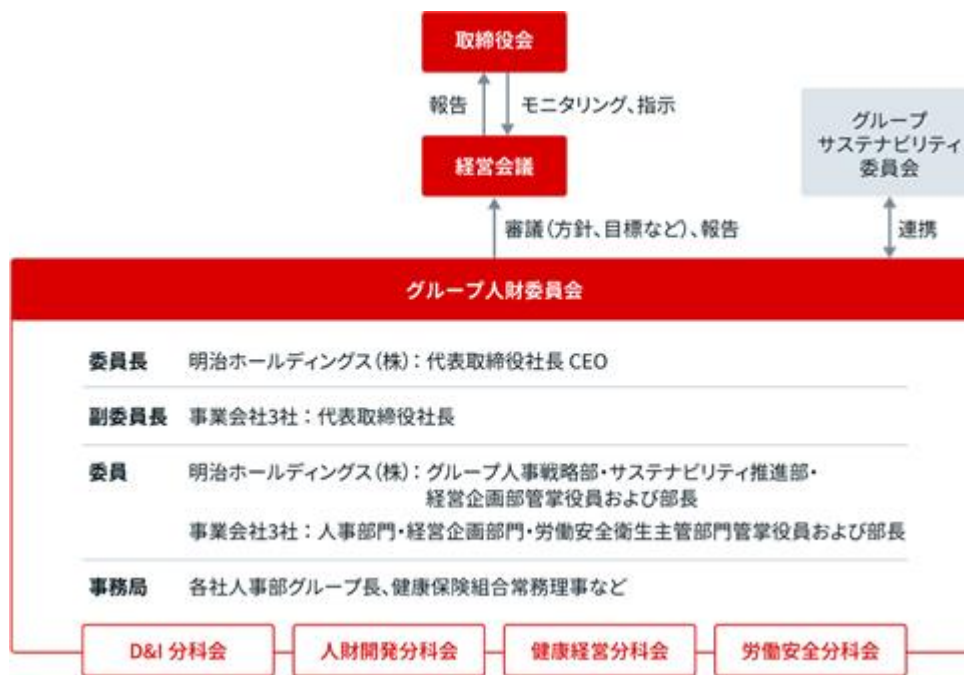 取締役会
報告
モニタリング、指示
グループ
サステナビリティ
委員会
経営会議
審議（方針、目標など）、報告
連携
グループ人財委員会
委員長 明治ホールディングス（株）：代表取締役社長 CEO
副委員長 事業会社3社：代表取締役社長
委員 明治ホールディングス（株）：グループ人事戦略部・サステナビリティ推進部・
経営企画部管掌役員および部長
事業会社3社：人事部門・経営企画部門・労働安全衛生主管部門管掌役員および部長
事務局 各社人事部グループ長、健康保険組合常務理事など
D&I 分科会
人財開発分科会
健康経営分科会
労働安全分科会